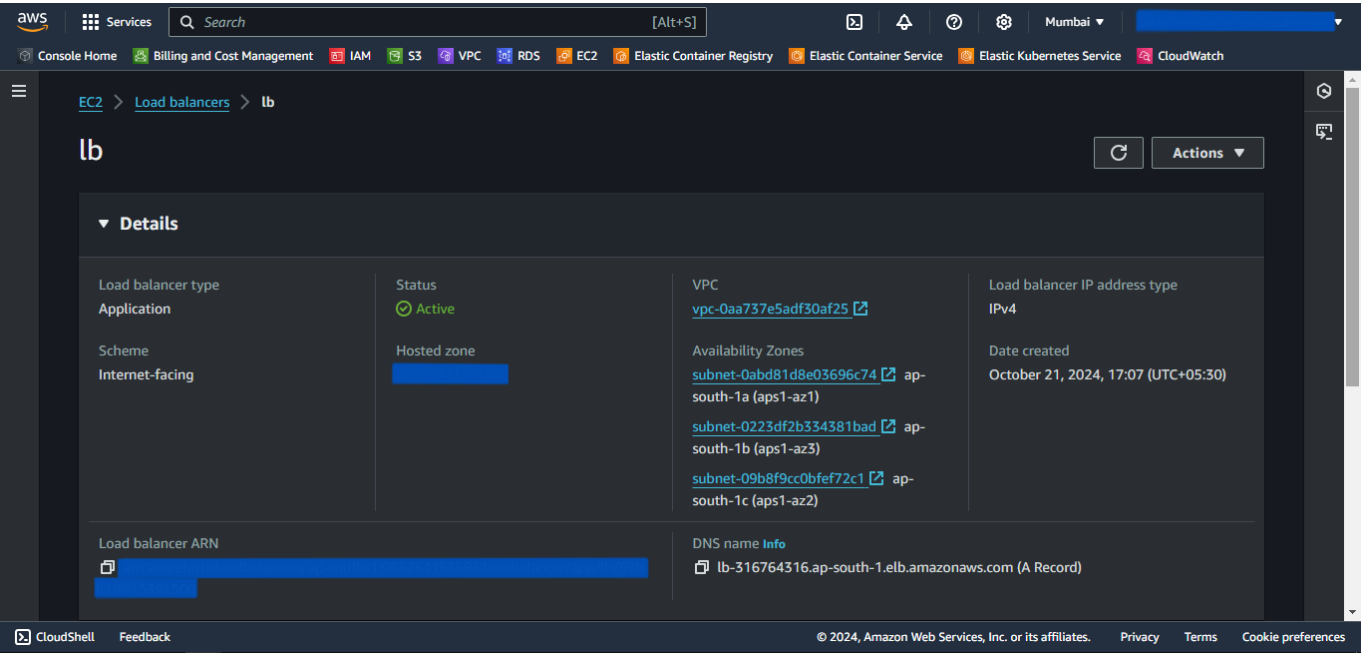 aws Services Search [Alt+S] Mumbai
Console Home Billing and Cost Management IAM S3 VPC RDS EC2 Elastic Container Registry Elastic Container Service Elastic Kubernetes Service CloudWatch
EC2 > Load balancers > lb
lb
Actions
Details
Load balancer type
Application
Scheme
Internet-facing
Status
Active
Hosted zone
VPC
vpc-0aa737e5adf30af25
Availability Zones
subnet-0abd81d8e03696c74 ap-
south-1a (aps1-az1)
subnet-0223df2b334381bad ap-
south-1b (aps1-az3)
subnet-09b8f9cc0bfef72c1 ap-
south-1c (aps1-az2)
Load balancer IP address type
IPv4
Date created
October 21, 2024, 17:07 (UTC+05:30)
Load balancer ARN
DNS name Info
lb-316764316.ap-south-1.elb.amazonaws.com (A Record)
CloudShell Feedback © 2024, Amazon Web Services, Inc. or its affiliates. Privacy Terms Cookie preferences